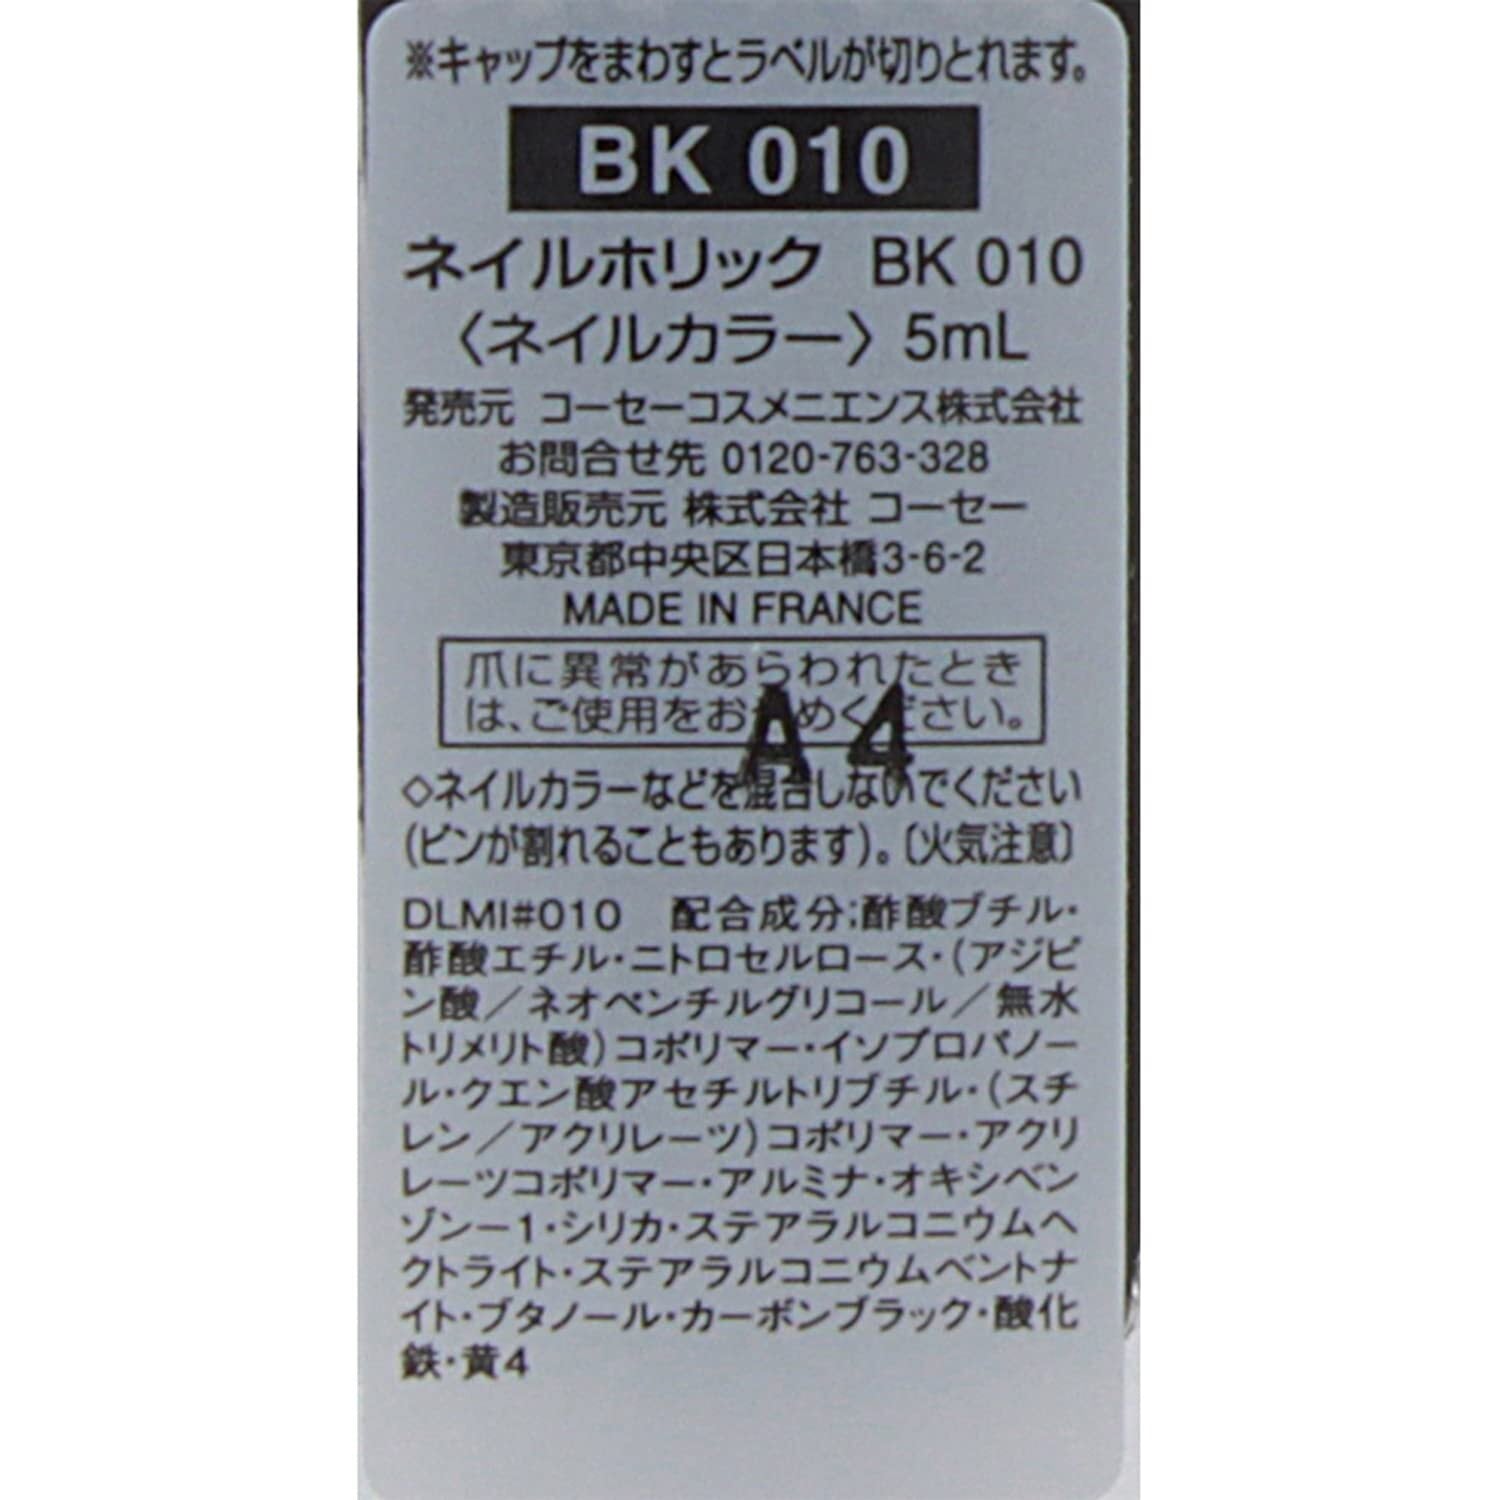 ※キャップをまわすとラベルが切りとれます。
BK 010
ネイルホリック BK 010
〈ネイルカラー〉5mL
発売元 コーセーコスメニエンス株式会社
お問合せ先 0120-763-328
製造販売元 株式会社 コーセー
東京都中央区日本橋3-6-2
MADE IN FRANCE
爪に異常があらわれたとき
は、ご使用をおやめください。
A4
◇ネイルカラーなどを混合しないでください
(ビンが割れることもあります)。〔火気注意〕
DLMI#010 配合成分:酢酸ブチル・
酢酸エチル・ニトロセルロース・(アジピ
ン酸/ネオペンチルグリコール/無水
トリメリト酸)コポリマー・イソプロパノー
ル・クエン酸アセチルトリブチル・(スチ
レン/アクリレーツ)コポリマー・アクリ
レーツコポリマー・アルミナ・オキシベン
ゾン-1・シリカ・ステアラルコニウムヘ
クトライト・ステアラルコニウムベントナ
イト・ブタノール・カーボンブラック・酸化
鉄・黄4